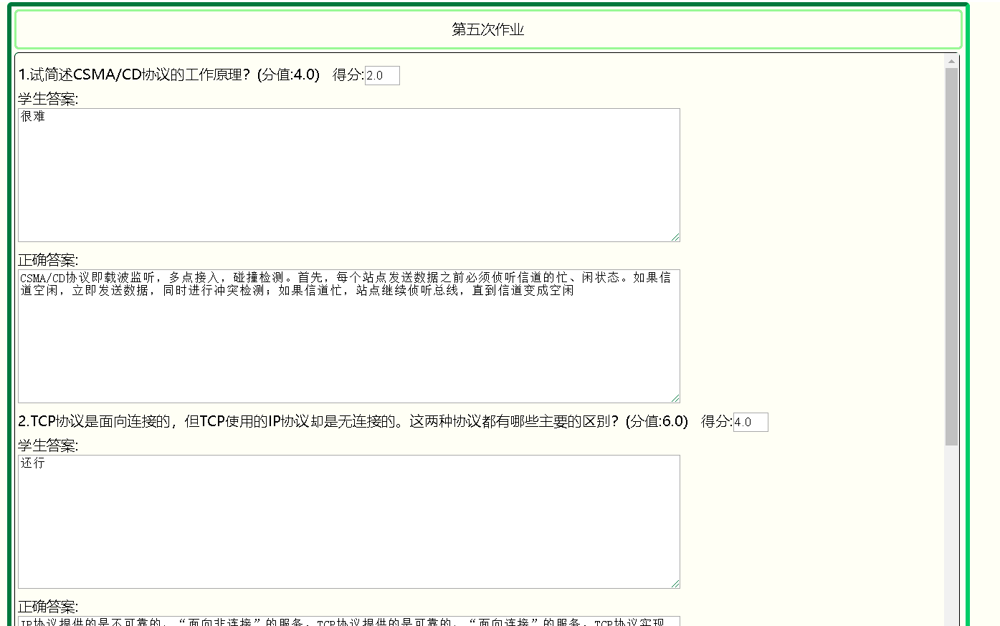 第五次作业
1.试简述CSMA/CD协议的工作原理？(分值:4.0) 得分:2.0
学生答案:
很难
正确答案:
CSMA/CD协议即载波监听，多点接入，碰撞检测。首先，每个站点发送数据之前必须侦听信道的忙、闲状态。如果信
道空闲，立即发送数据，同时进行冲突检测；如果信道忙，站点继续侦听总线，直到信道变成空闲
2.TCP协议是面向连接的，但TCP使用的IP协议却是无连接的。这两种协议都有哪些主要的区别？(分值:6.0) 得分:4.0
学生答案:
还行
正确答案:
IP协议提供的是不可靠的、“面向非连接”的服务，TCP协议提供的是可靠的、“面向连接”的服务，TCP协议实现